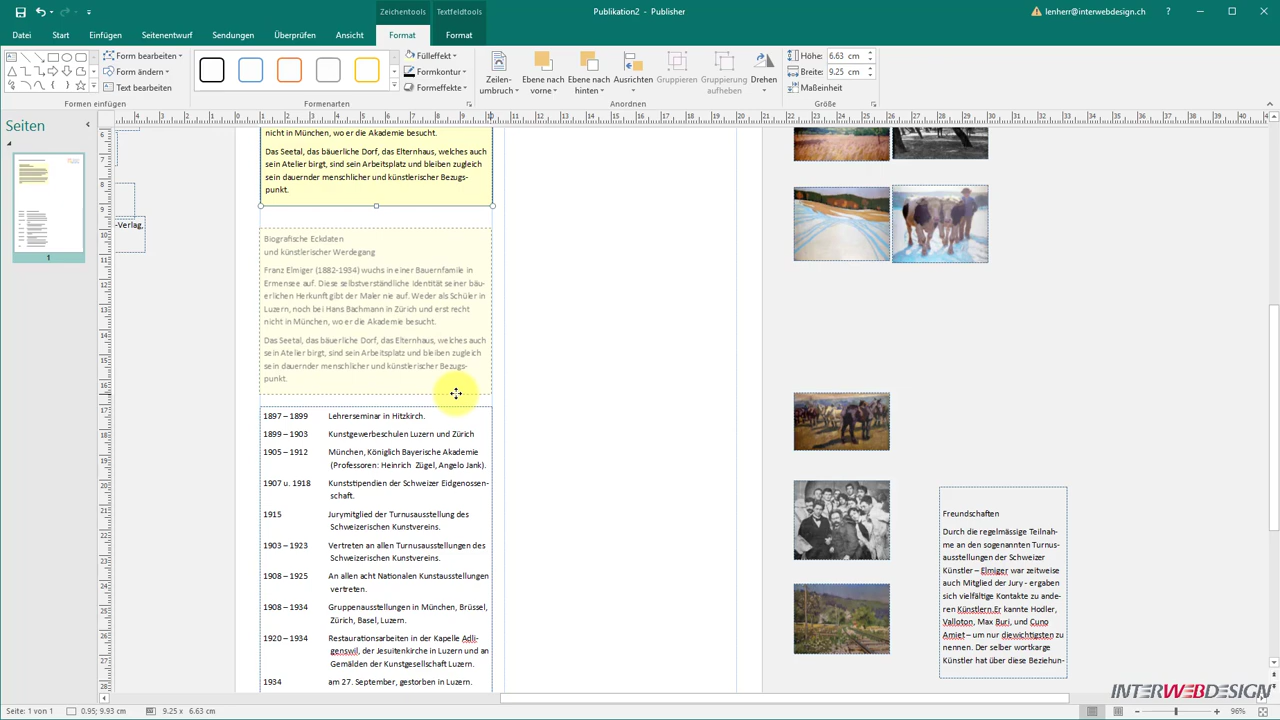 Zeichentools
Textfeldtools
Publikation2 - Publisher
lenherr@interwebdesign.ch
?
Datei
Start
Einfügen
Seitenentwurf
Sendungen
Überprüfen
Ansicht
Format
Format
Form bearbeiten
Form ändern
Text bearbeiten
Formen einfügen
Fülleffekt
Formkontur
Formeffekte
Formenarten
Zeilen-
umbruch
Ebene nach
vorne
Ebene nach
hinten
Ausrichten
Gruppieren
Gruppierung
aufheben
Drehen
Anordnen
Höhe: 6.63 cm
Breite: 9.25 cm
Maßeinheit
Größe
Seiten
1
-Verlag,
nicht in München, wo er die Akademie besucht.
Das Seetal, das bäuerliche Dorf, das Elternhaus, welches auch
sein Atelier birgt, sind sein Arbeitsplatz und bleiben zugleich
sein dauernder menschlicher und künstlerischer Bezugs-
punkt.
Biografische Eckdaten
und künstlerischer Werdegang
Franz Elmiger (1882-1934) wuchs in einer Bauernfamile in
Ermensee auf. Diese selbstverständliche Identität seiner bäu-
erlichen Herkunft gibt der Maler nie auf. Weder als Schüler in
Luzern, noch bei Hans Bachmann in Zürich und erst recht
nicht in München, wo er die Akademie besucht.
Das Seetal, das bäuerliche Dorf, das Elternhaus, welches auch
sein Atelier birgt, sind sein Arbeitsplatz und bleiben zugleich
sein dauernder menschlicher und künstlerischer Bezugs-
punkt.
1897 – 1899 Lehrerseminar in Hitzkirch.
1899 – 1903 Kunstgewerbeschulen Luzern und Zürich
1905 – 1912 München, Königlich Bayerische Akademie
(Professoren: Heinrich Zügel, Angelo Jank).
1907 u. 1918 Kunststipendien der Schweizer Eidgenossen-
schaft.
1915 Jurymitglied der Turnusausstellung des
Schweizerischen Kunstvereins.
1903 – 1923 Vertreten an allen Turnusausstellungen des
Schweizerischen Kunstvereins.
1908 – 1925 An allen acht Nationalen Kunstausstellungen
vertreten.
1908 – 1934 Gruppenausstellungen in München, Brüssel,
Zürich, Basel, Luzern.
1920 – 1934 Restaurationsarbeiten in der Kapelle Adli-
genswil, der Jesuitenkirche in Luzern und an
Gemälden der Kunstgesellschaft Luzern.
1934 am 27. September, gestorben in Luzern.
Freundschaften
Durch die regelmässige Teilnah-
me an den sogenannten Turnus-
ausstellungen der Schweizer
Künstler – Elmiger war zeitweise
auch Mitglied der Jury - ergaben
sich vielfältige Kontakte zu ande-
ren Künstlern.Er kannte Hodler,
Valloton, Max Buri, und Cuno
Amiet – um nur diewichtigsten zu
nennen. Der selber wortkarge
Künstler hat über diese Beziehun-
INTERWEBDESIGN
Seite: 1 von 1
0.95; 9.93 cm
9.25 x 6.63 cm
96%